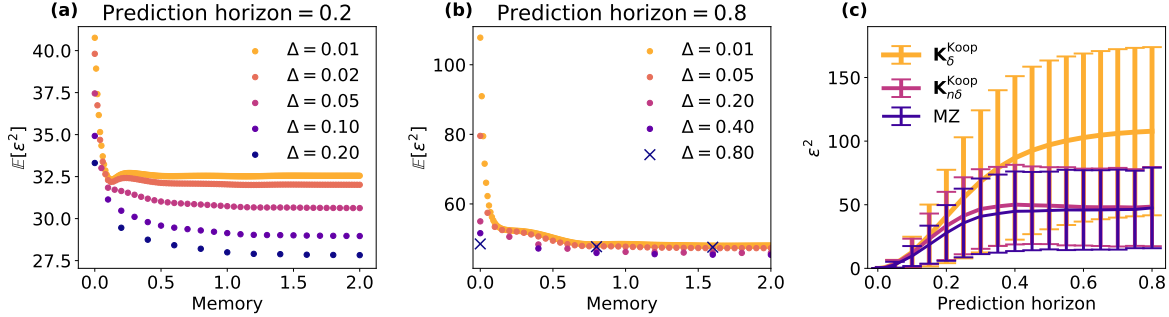 (a) Prediction horizon = 0.2
40.0
37.5
35.0
32.5
30.0
27.5
𝔼[ε²]
Δ = 0.01
Δ = 0.02
Δ = 0.05
Δ = 0.10
Δ = 0.20
0.0 0.5 1.0 1.5 2.0
Memory
(b) Prediction horizon = 0.8
100
80
60
𝔼[ε²]
Δ = 0.01
Δ = 0.05
Δ = 0.20
Δ = 0.40
Δ = 0.80
0.0 0.5 1.0 1.5 2.0
Memory
(c)
150
100
50
0
ε²
K_δ^Koop
K_nδ^Koop
MZ
0.0 0.2 0.4 0.6 0.8
Prediction horizon